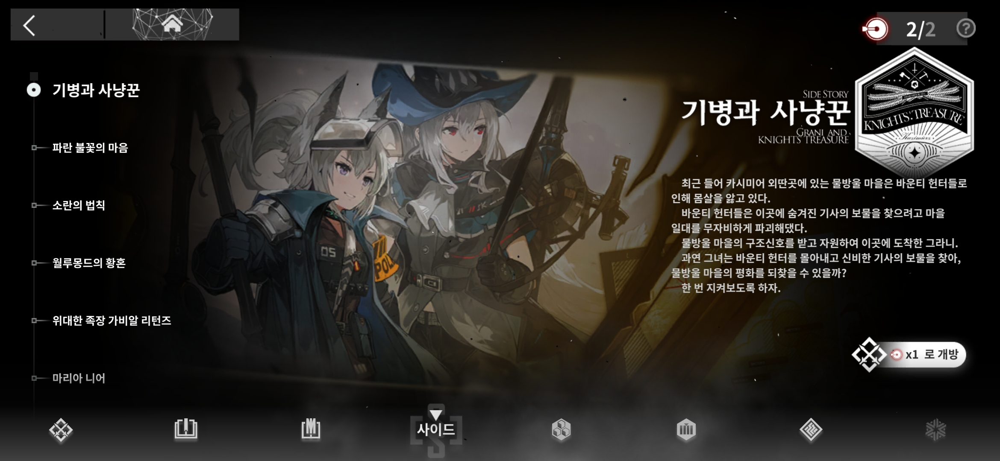 2/2
기병과 사냥꾼
파란 불꽃의 마음
소란의 법칙
월루몽드의 황혼
위대한 족장 가비알 리턴즈
마리아 니어
05
POL
SIDE STORY
기병과 사냥꾼
GRANI AND
KNIGHTS TREASURE
Q
KNIGHTS' TREASURE
Kazimierz
최근 들어 카시미어 외딴곳에 있는 물방울 마을은 바운티 헌터들로
인해 몸살을 앓고 있다.
바운티 헌터들은 이곳에 숨겨진 기사의 보물을 찾으려고 마을
일대를 무자비하게 파괴해댔다.
물방울 마을의 구조신호를 받고 자원하여 이곳에 도착한 그라니.
과연 그녀는 바운티 헌터를 몰아내고 신비한 기사의 보물을 찾아,
물방울 마을의 평화를 되찾을 수 있을까?
한 번 지켜보도록 하자.
x1 로 개방
사이드